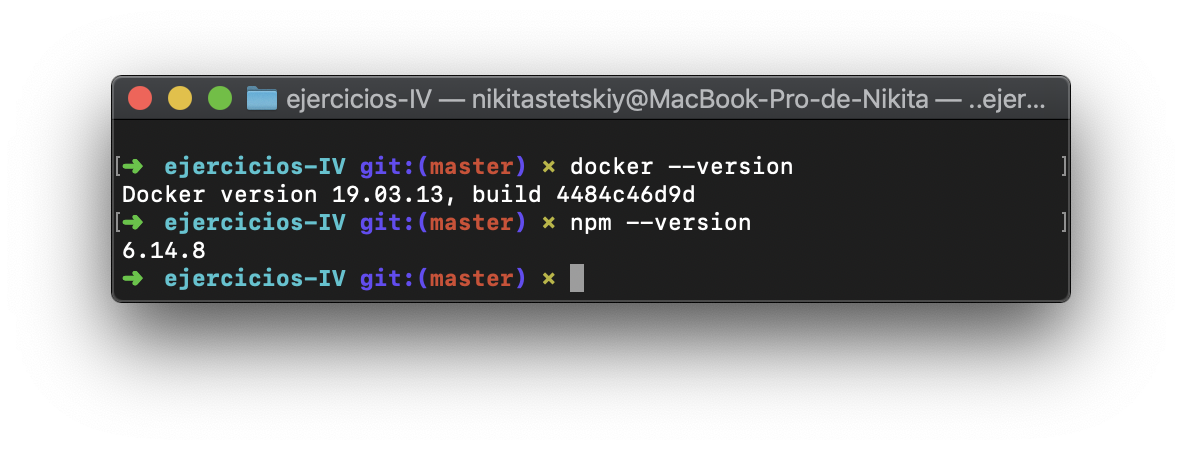 ejercicios-IV — nikitastetskiy@MacBook-Pro-de-Nikita — ..ejer...
[➜  ejercicios-IV git:(master) × docker --version ]
Docker version 19.03.13, build 4484c46d9d
[➜  ejercicios-IV git:(master) × npm --version ]
6.14.8
➜  ejercicios-IV git:(master) ×